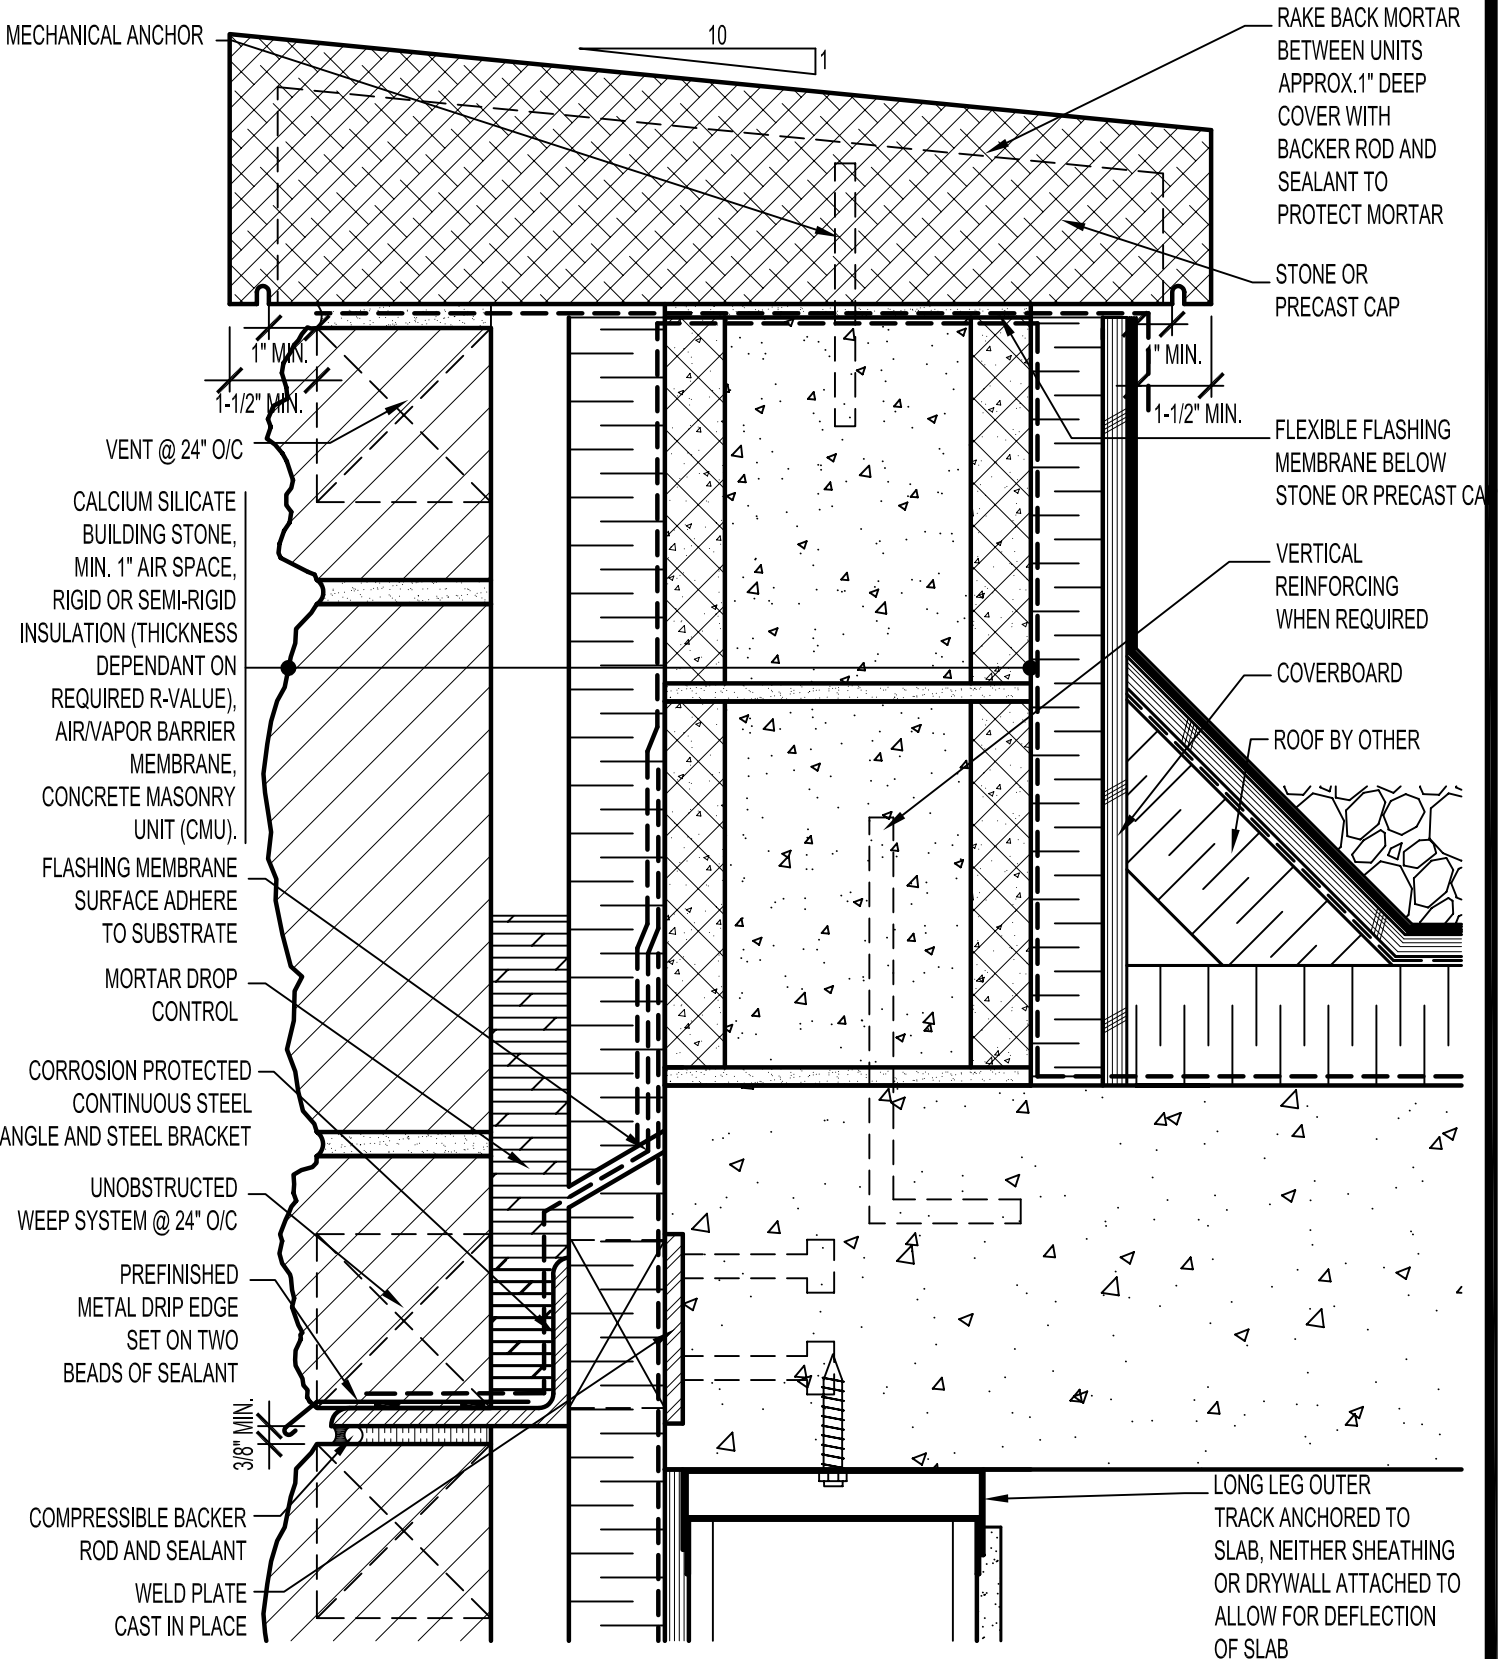 MECHANICAL ANCHOR
10
1
RAKE BACK MORTAR
BETWEEN UNITS
APPROX.1" DEEP
COVER WITH
BACKER ROD AND
SEALANT TO
PROTECT MORTAR
STONE OR
PRECAST CAP
1" MIN.
1-1/2" MIN.
" MIN.
1-1/2" MIN.
VENT @ 24" O/C
FLEXIBLE FLASHING
MEMBRANE BELOW
STONE OR PRECAST CA
CALCIUM SILICATE
BUILDING STONE,
MIN. 1" AIR SPACE,
RIGID OR SEMI-RIGID
INSULATION (THICKNESS
DEPENDANT ON
REQUIRED R-VALUE),
AIR/VAPOR BARRIER
MEMBRANE,
CONCRETE MASONRY
UNIT (CMU).
VERTICAL
REINFORCING
WHEN REQUIRED
COVERBOARD
ROOF BY OTHER
FLASHING MEMBRANE
SURFACE ADHERE
TO SUBSTRATE
MORTAR DROP
CONTROL
CORROSION PROTECTED
CONTINUOUS STEEL
ANGLE AND STEEL BRACKET
UNOBSTRUCTED
WEEP SYSTEM @ 24" O/C
PREFINISHED
METAL DRIP EDGE
SET ON TWO
BEADS OF SEALANT
3/8" MIN.
COMPRESSIBLE BACKER
ROD AND SEALANT
WELD PLATE
CAST IN PLACE
LONG LEG OUTER
TRACK ANCHORED TO
SLAB, NEITHER SHEATHING
OR DRYWALL ATTACHED TO
ALLOW FOR DEFLECTION
OF SLAB